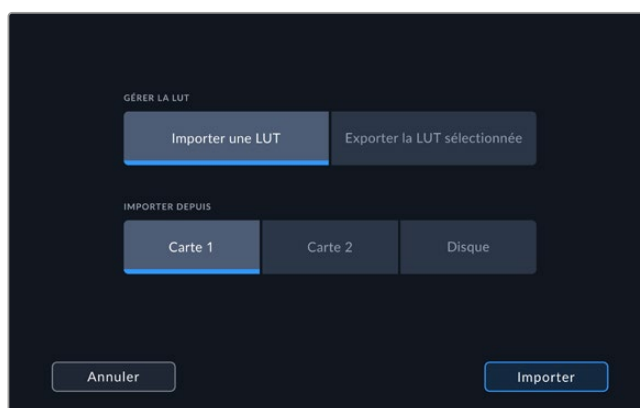 GÉRER LA LUT
Importer une LUT Exporter la LUT sélectionnée
IMPORTER DEPUIS
Carte 1 Carte 2 Disque
Annuler Importer